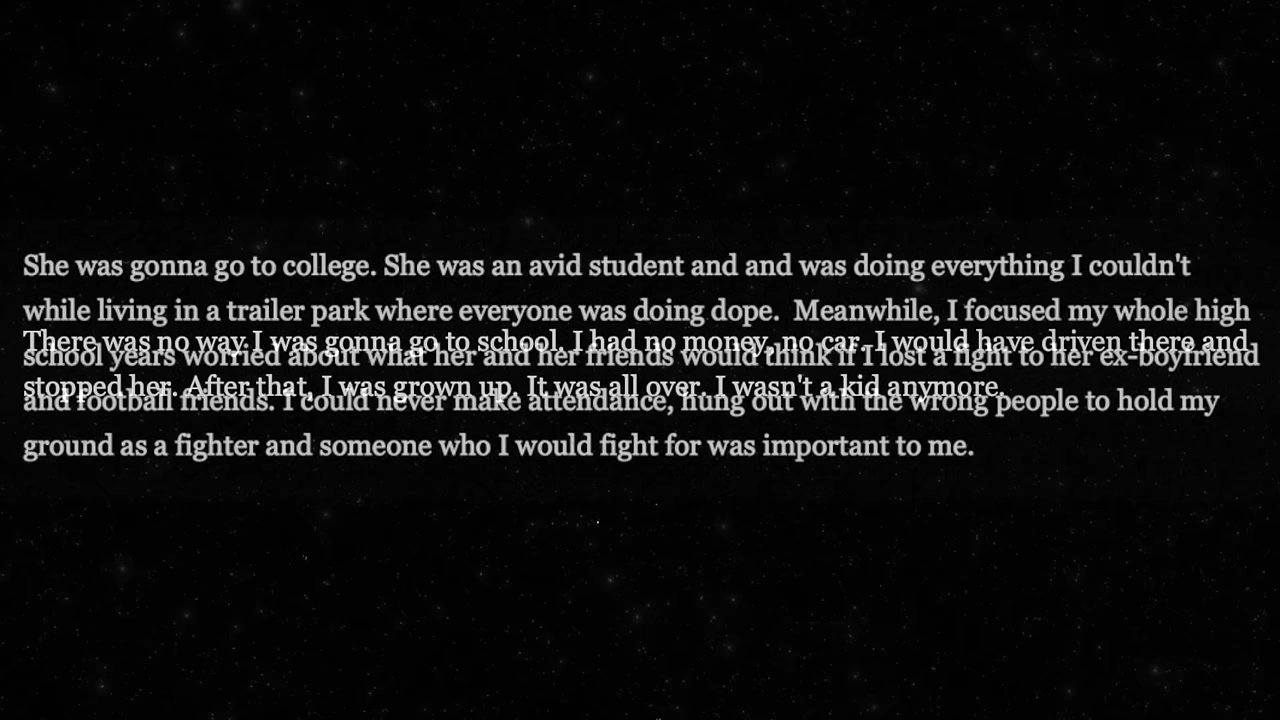 She was gonna go to college. She was an avid student and and was doing everything I couldn't
while living in a trailer park where everyone was doing dope.  Meanwhile, I focused my whole high
There was no way I was gonna go to school. I had no money, no car. I would have driven there and
school years worried about what her and her friends would think if I lost a fight to her ex-boyfriend
stopped her. After that, I was grown up. It was all over. I wasn't a kid anymore.
and football friends. I could never make attendance, hung out with the wrong people to hold my
ground as a fighter and someone who I would fight for was important to me.